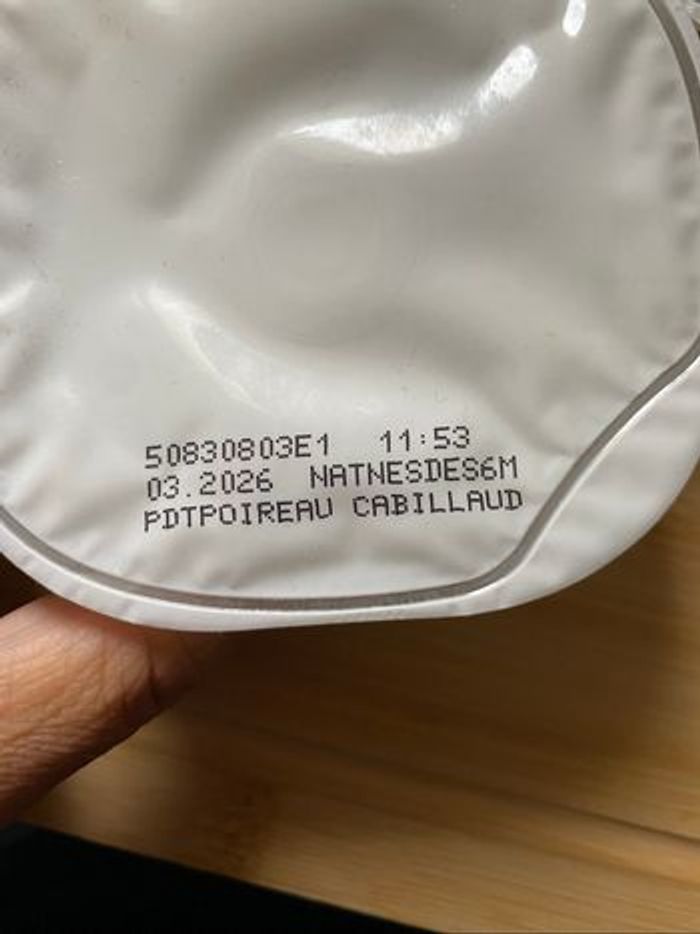 50830803E1 11:53
03.2026 NATNESDES6M
PDTPOIREAU CABILLAUD